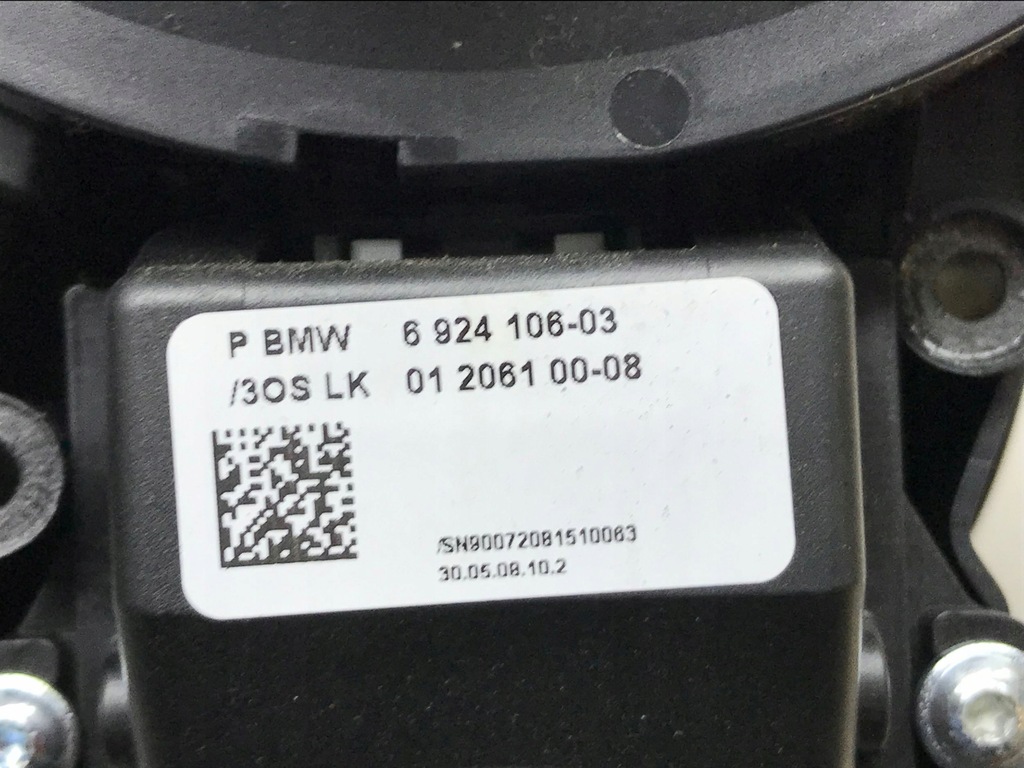 P BMW 6 924 106-03
/3OS LK 01 2061 00-08
/SN90072081510063
30.05.08.10.2